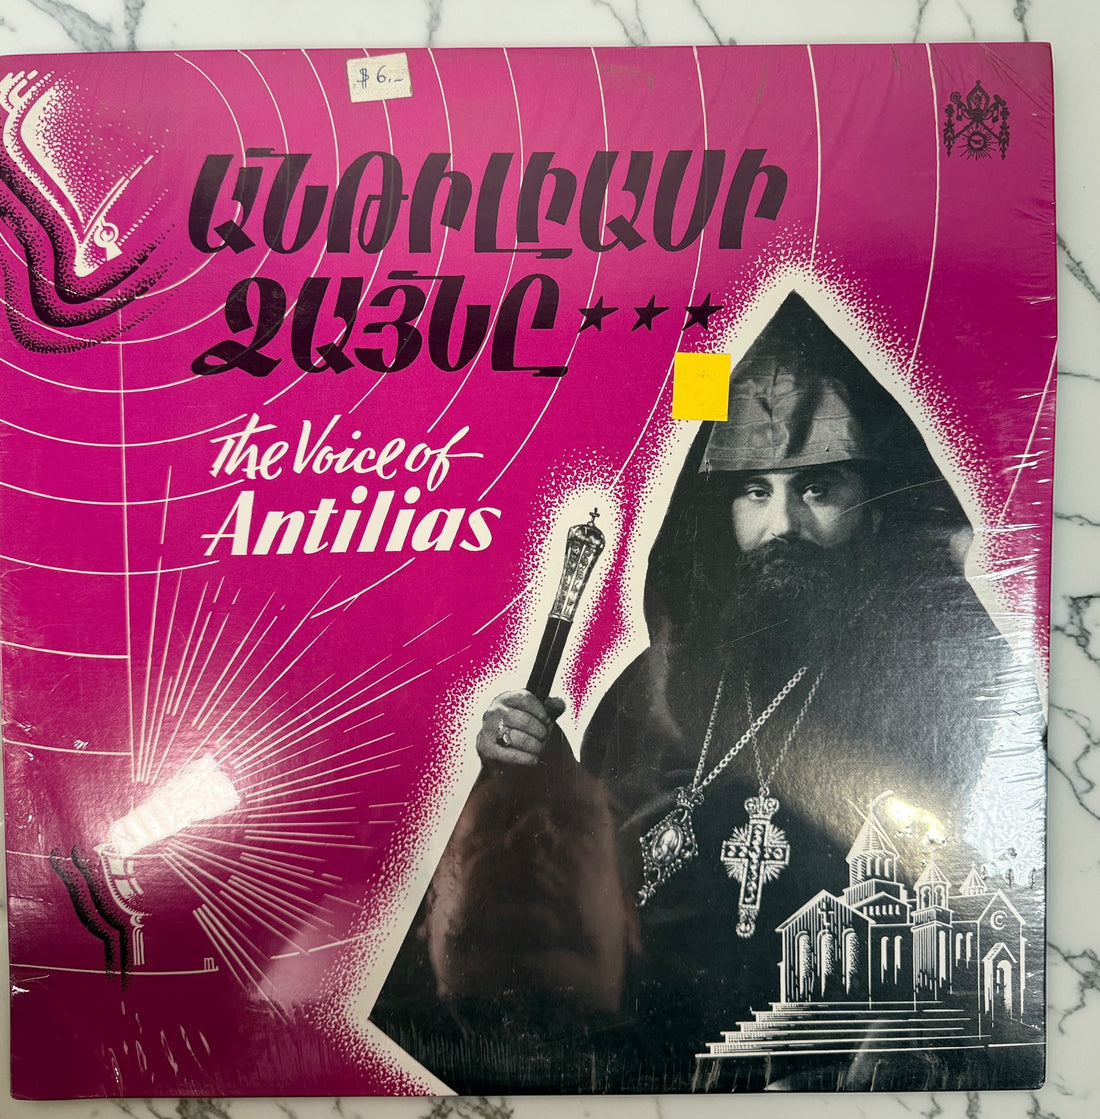 $6.-
ԱՆԹԻԼԻԱՍԻ
ՁԱՅՆԸ ★★★
The Voice of
Antilias